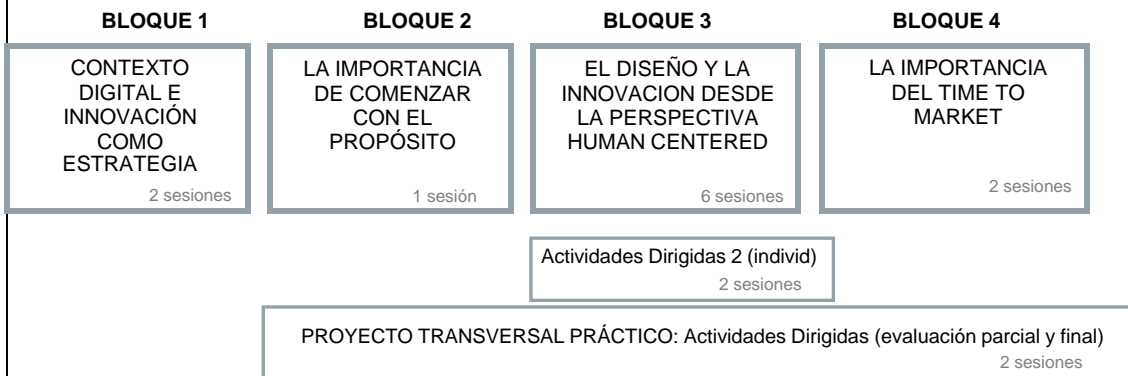 BLOQUE 1
BLOQUE 2
BLOQUE 3
BLOQUE 4
CONTEXTO
DIGITAL E
INNOVACIÓN
COMO
ESTRATEGIA
2 sesiones
LA IMPORTANCIA
DE COMENZAR
CON EL
PROPÓSITO
1 sesión
EL DISEÑO Y LA
INNOVACION DESDE
LA PERSPECTIVA
HUMAN CENTERED
6 sesiones
LA IMPORTANCIA
DEL TIME TO
MARKET
2 sesiones
Actividades Dirigidas 2 (individ)
2 sesiones
PROYECTO TRANSVERSAL PRÁCTICO: Actividades Dirigidas (evaluación parcial y final)
2 sesiones